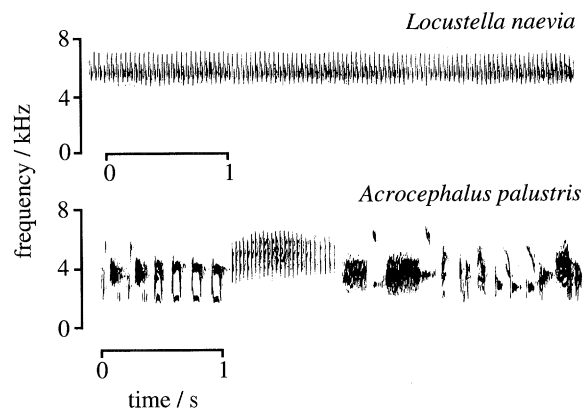 Locustella naevia
8
4
0
0 1
frequency / kHz
Acrocephalus palustris
8
4
0
0 1
time / s